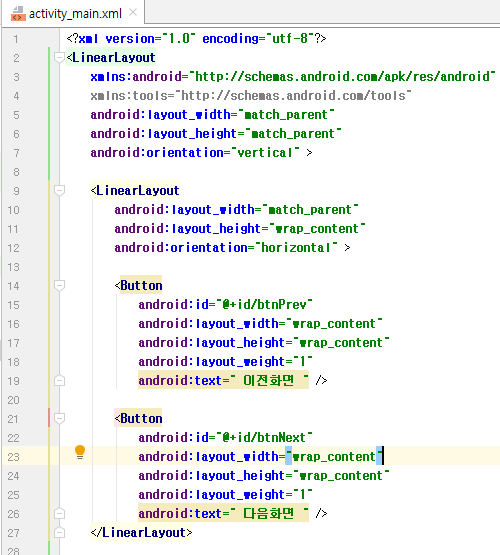 activity_main.xml ×
1 <?xml version="1.0" encoding="utf-8"?>
2 <LinearLayout
3 xmlns:android="http://schemas.android.com/apk/res/android"
4 xmlns:tools="http://schemas.android.com/tools"
5 android:layout_width="match_parent"
6 android:layout_height="match_parent"
7 android:orientation="vertical" >
8
9 <LinearLayout
10 android:layout_width="match_parent"
11 android:layout_height="wrap_content"
12 android:orientation="horizontal" >
13
14 <Button
15 android:id="@+id/btnPrev"
16 android:layout_width="wrap_content"
17 android:layout_height="wrap_content"
18 android:layout_weight="1"
19 android:text=" 이전화면 " />
20
21 <Button
22 android:id="@+id/btnNext"
23 android:layout_width="wrap_content"
24 android:layout_height="wrap_content"
25 android:layout_weight="1"
26 android:text=" 다음화면 " />
27 </LinearLayout>
28